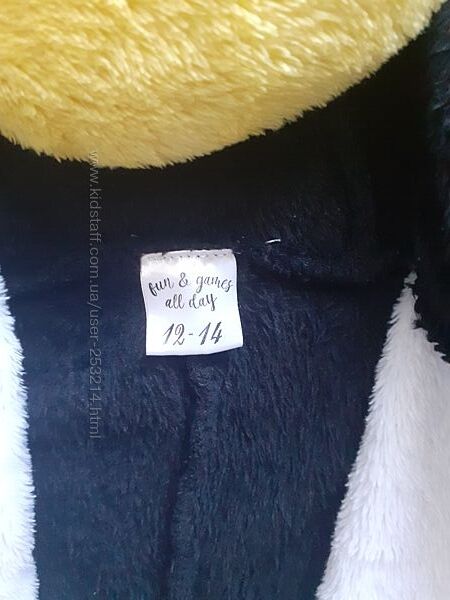 fun & games
all day
12-14
www.kidstaff.com.ua/user-253214.html